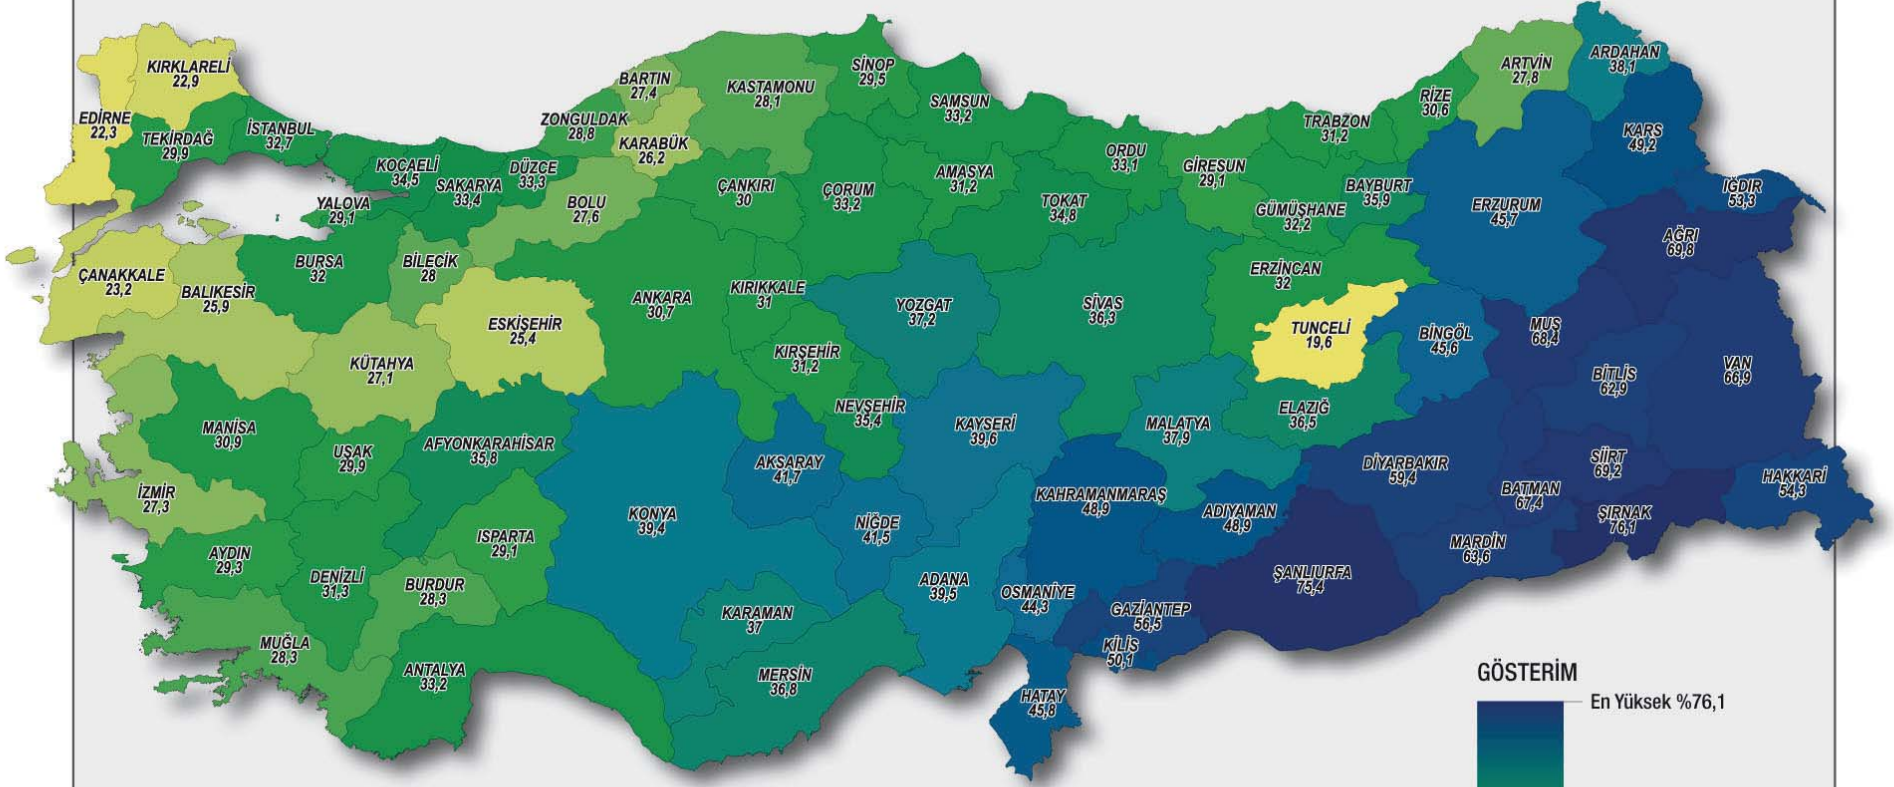 KIRKLARELİ
22,9
EDİRNE
22,3
TEKİRDAĞ
29,9
İSTANBUL
32,7
KOCAELİ
34,5
SAKARYA
33,4
DÜZCE
33,3
ZONGULDAK
28,8
BARTIN
27,4
KARABÜK
26,2
KASTAMONU
28,1
SİNOP
29,5
SAMSUN
33,2
ORDU
33,1
GİRESUN
29,1
TRABZON
31,2
RİZE
30,6
ARTVİN
27,8
ARDAHAN
38,1
KARS
49,2
IĞDIR
53,3
AĞRI
69,8
ERZURUM
45,7
BAYBURT
35,9
GÜMÜŞHANE
32,2
ERZİNCAN
32
TOKAT
34,8
AMASYA
31,2
ÇORUM
33,2
ÇANKIRI
30
BOLU
27,6
YALOVA
29,1
BURSA
32
BİLECİK
28
ÇANAKKALE
23,2
BALIKESİR
25,9
KÜTAHYA
27,1
ESKİŞEHİR
25,4
ANKARA
30,7
KIRIKKALE
31
KIRŞEHİR
31,2
YOZGAT
37,2
SİVAS
36,3
TUNCELİ
19,6
BİNGÖL
45,6
MUŞ
68,4
BİTLİS
62,9
VAN
66,9
MANİSA
30,9
UŞAK
29,9
AFYONKARAHİSAR
35,8
NEVŞEHİR
35,4
KAYSERİ
39,6
MALATYA
37,9
ELAZIĞ
36,5
DİYARBAKIR
59,4
BATMAN
67,4
SİİRT
69,2
ŞIRNAK
76,1
HAKKARİ
54,3
İZMİR
27,3
AYDIN
29,3
DENİZLİ
31,3
ISPARTA
29,1
BURDUR
28,3
MUĞLA
28,3
ANTALYA
33,2
KONYA
39,4
AKSARAY
41,7
NİĞDE
41,5
KARAMAN
37
MERSİN
36,8
ADANA
39,5
OSMANİYE
44,3
KAHRAMANMARAŞ
48,9
ADIYAMAN
48,9
ŞANLIURFA
75,4
MARDİN
63,6
GAZİANTEP
56,5
KİLİS
50,1
HATAY
45,8
GÖSTERİM
En Yüksek %76,1